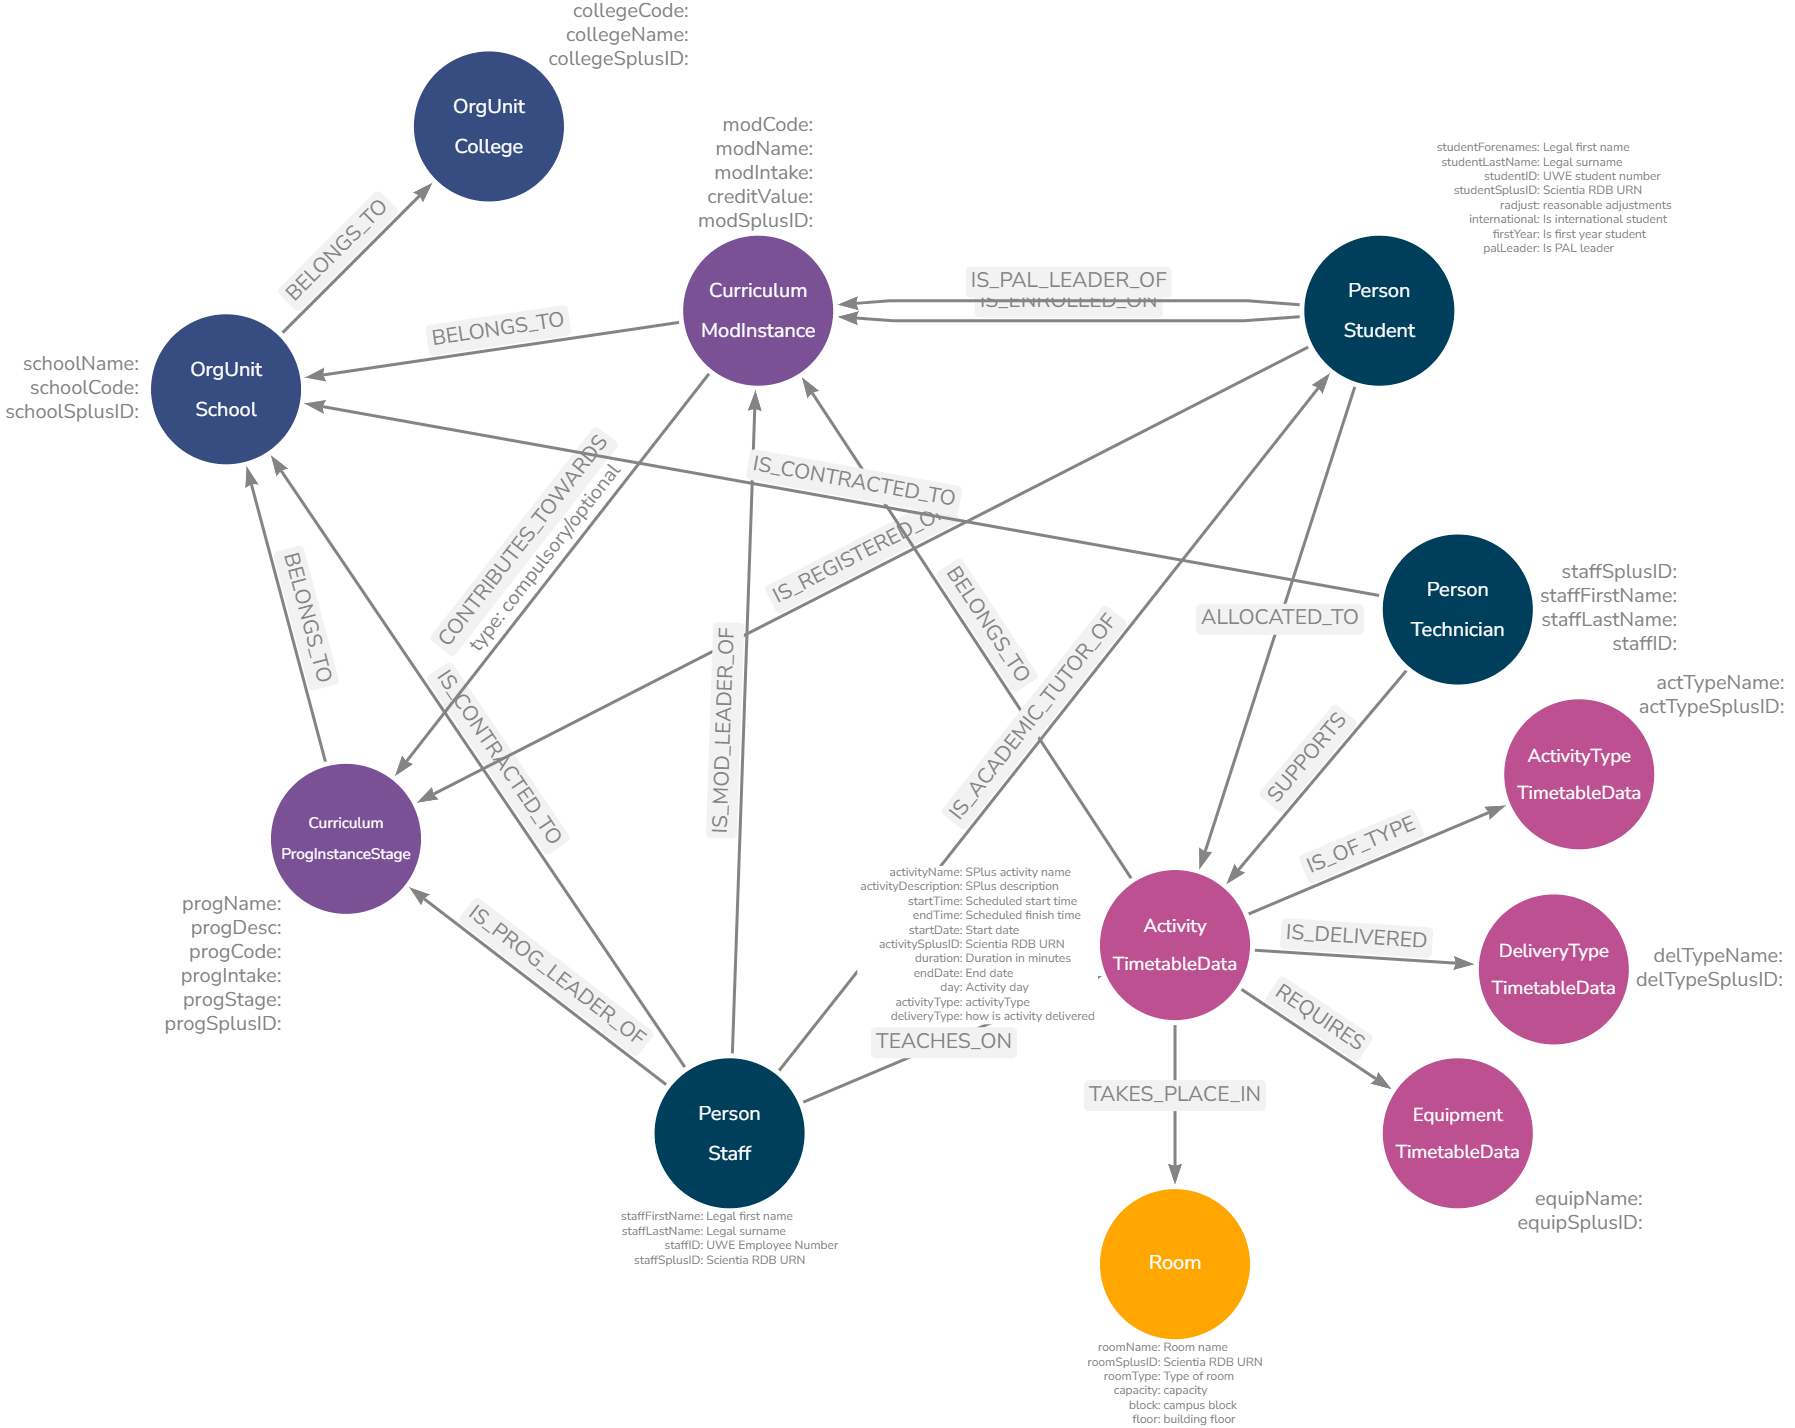 collegeCode:
collegeName:
collegeSplusID:
OrgUnit
College
modCode:
modName:
modIntake:
creditValue:
modSplusID:
studentForenames: Legal first name
studentLastName: Legal surname
studentID: UWE student number
studentSplusID: Scientia RDB URN
radjust: reasonable adjustments
international: Is international student
firstYear: Is first year student
palLeader: Is PAL leader
BELONGS_TO
Curriculum
ModInstance
IS_PAL_LEADER_OF
IS_ENROLLED_ON
Person
Student
BELONGS_TO
schoolName:
schoolCode:
schoolSplusID:
OrgUnit
School
IS_CONTRACTED_TO
CONTRIBUTES_TOWARDS
type: compulsory/optional
IS_REGISTERED_O
BELONGS_TO
BELONGS_TO
ALLOCATED_TO
Person
Technician
staffSplusID:
staffFirstName:
staffLastName:
staffID:
IS_CONTRACTED_TO
IS_MOD_LEADER_OF
IS_ACADEMIC_TUTOR_OF
SUPPORTS
actTypeName:
actTypeSplusID:
ActivityType
TimetableData
Curriculum
ProgInstanceStage
IS_OF_TYPE
progName:
progDesc:
progCode:
progIntake:
progStage:
progSplusID:
IS_PROG_LEADER_OF
activityName: SPlus activity name
activityDescription: SPlus description
startTime: Scheduled start time
endTime: Scheduled finish time
startDate: Start date
activitySplusID: Scientia RDB URN
duration: Duration in minutes
endDate: End date
day: Activity day
activityType: activityType
deliveryType: how is activity delivered
Activity
TimetableData
IS_DELIVERED
DeliveryType
TimetableData
delTypeName:
delTypeSplusID:
TEACHES_ON
REQUIRES
TAKES_PLACE_IN
Person
Staff
Equipment
TimetableData
equipName:
equipSplusID:
staffFirstName: Legal first name
staffLastName: Legal surname
staffID: UWE Employee Number
staffSplusID: Scientia RDB URN
Room
roomName: Room name
roomSplusID: Scientia RDB URN
roomType: Type of room
capacity: capacity
block: campus block
floor: building floor